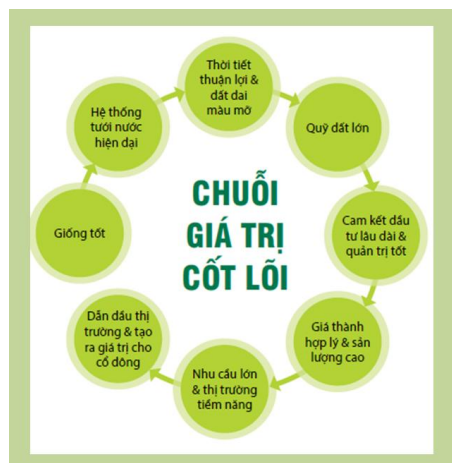 Thời tiết
thuận lợi &
đất đai
màu mỡ
Hệ thống
tưới nước
hiện đại
Quỹ đất lớn
Giống tốt
CHUỖI
GIÁ TRỊ
CỐT LÕI
Cam kết đầu
tư lâu dài &
quản trị tốt
Dẫn đầu thị
trường & tạo
ra giá trị cho
cổ đông
Giá thành
hợp lý & sản
lượng cao
Nhu cầu lớn
& thị trường
tiềm năng